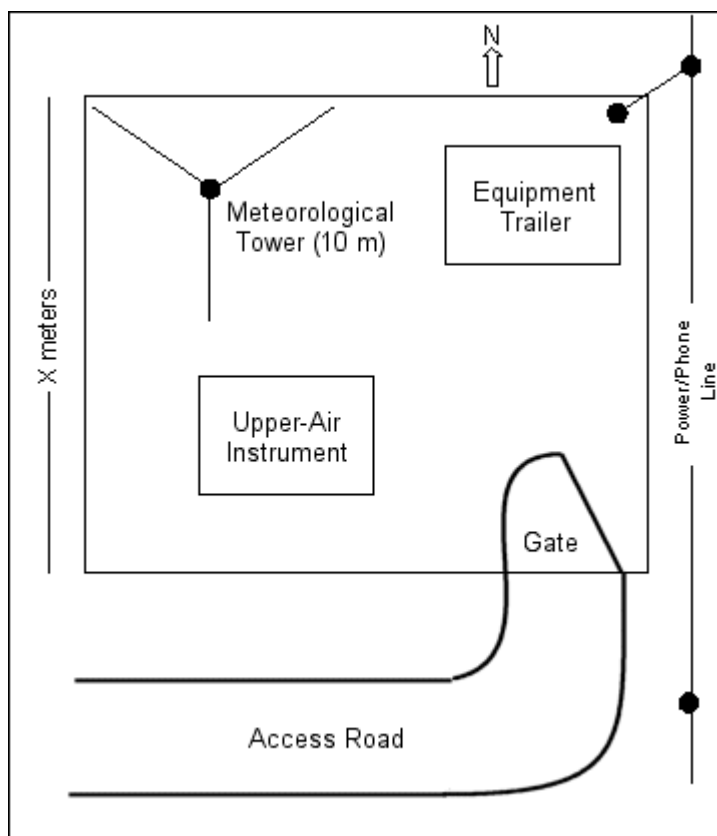 N
Equipment
Trailer
Meteorological
Tower (10 m)
X meters
Power/Phone
Line
Upper-Air
Instrument
Gate
Access Road